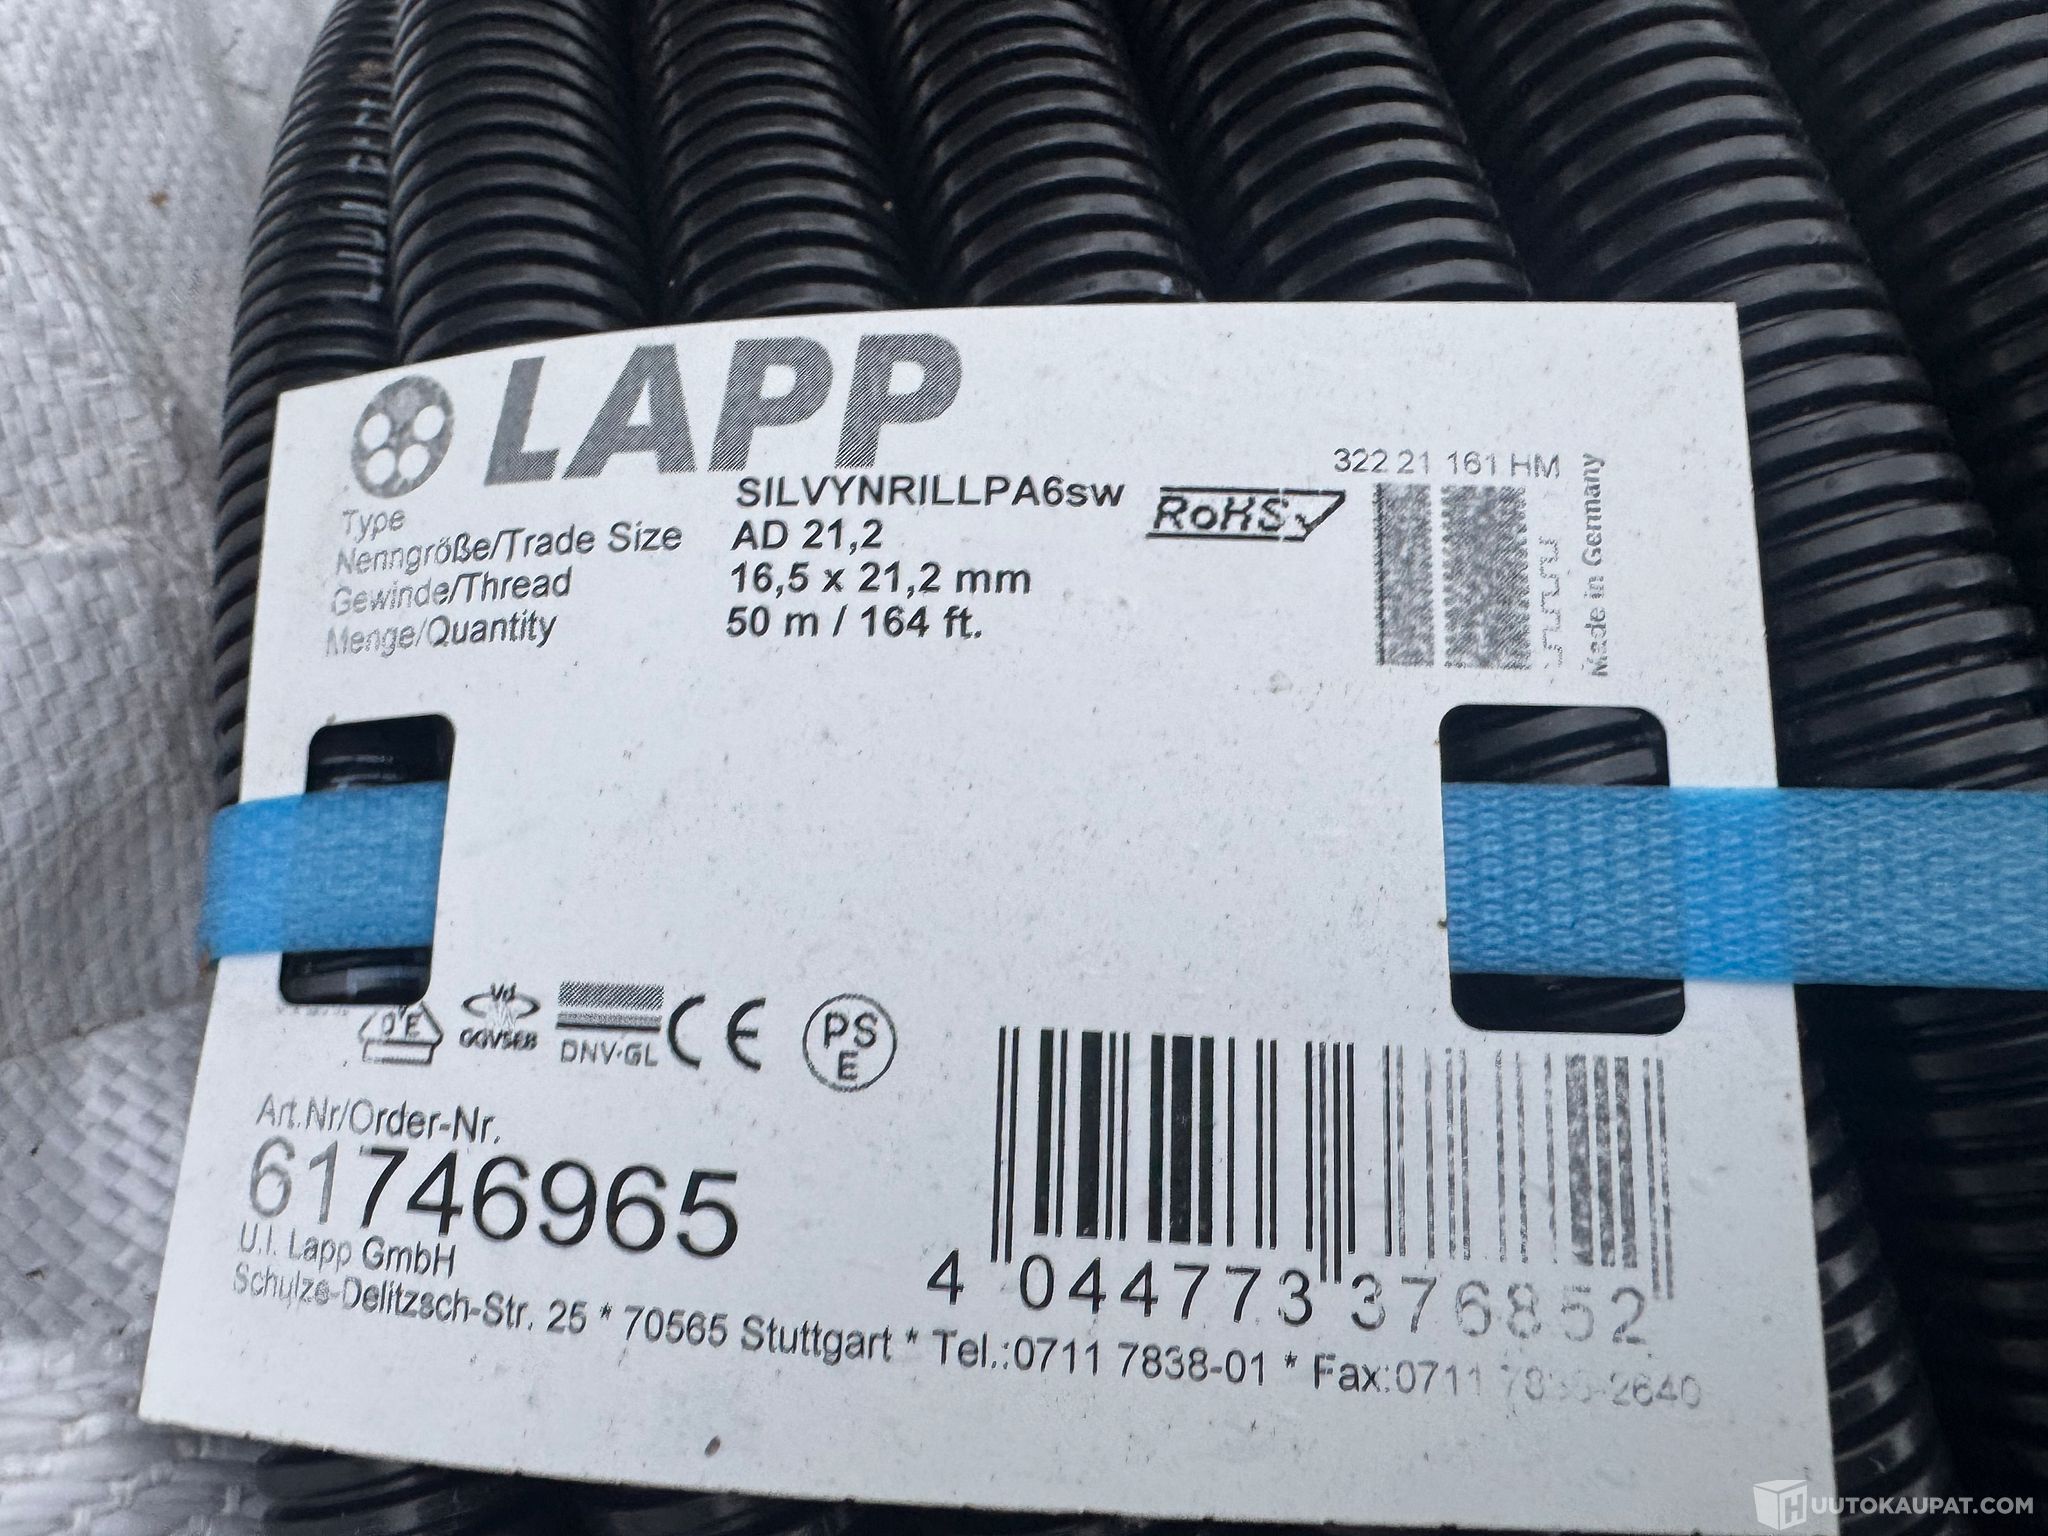 LAPP
Type SILVYNRILLPA6sw
Nenngröße/Trade Size AD 21,2
Gewinde/Thread 16,5 x 21,2 mm
Menge/Quantity 50 m / 164 ft.
RoHS
322 21 161 HM
Made in Germany
DNV·GL
CE
PS
E
Art.Nr/Order-Nr.
61746965
U.I. Lapp GmbH
Schulze-Delitzsch-Str. 25 * 70565 Stuttgart * Tel.:0711 7838-01 * Fax:0711 7838-2640
4 044773 376852
HUUTOKAUPAT.COM